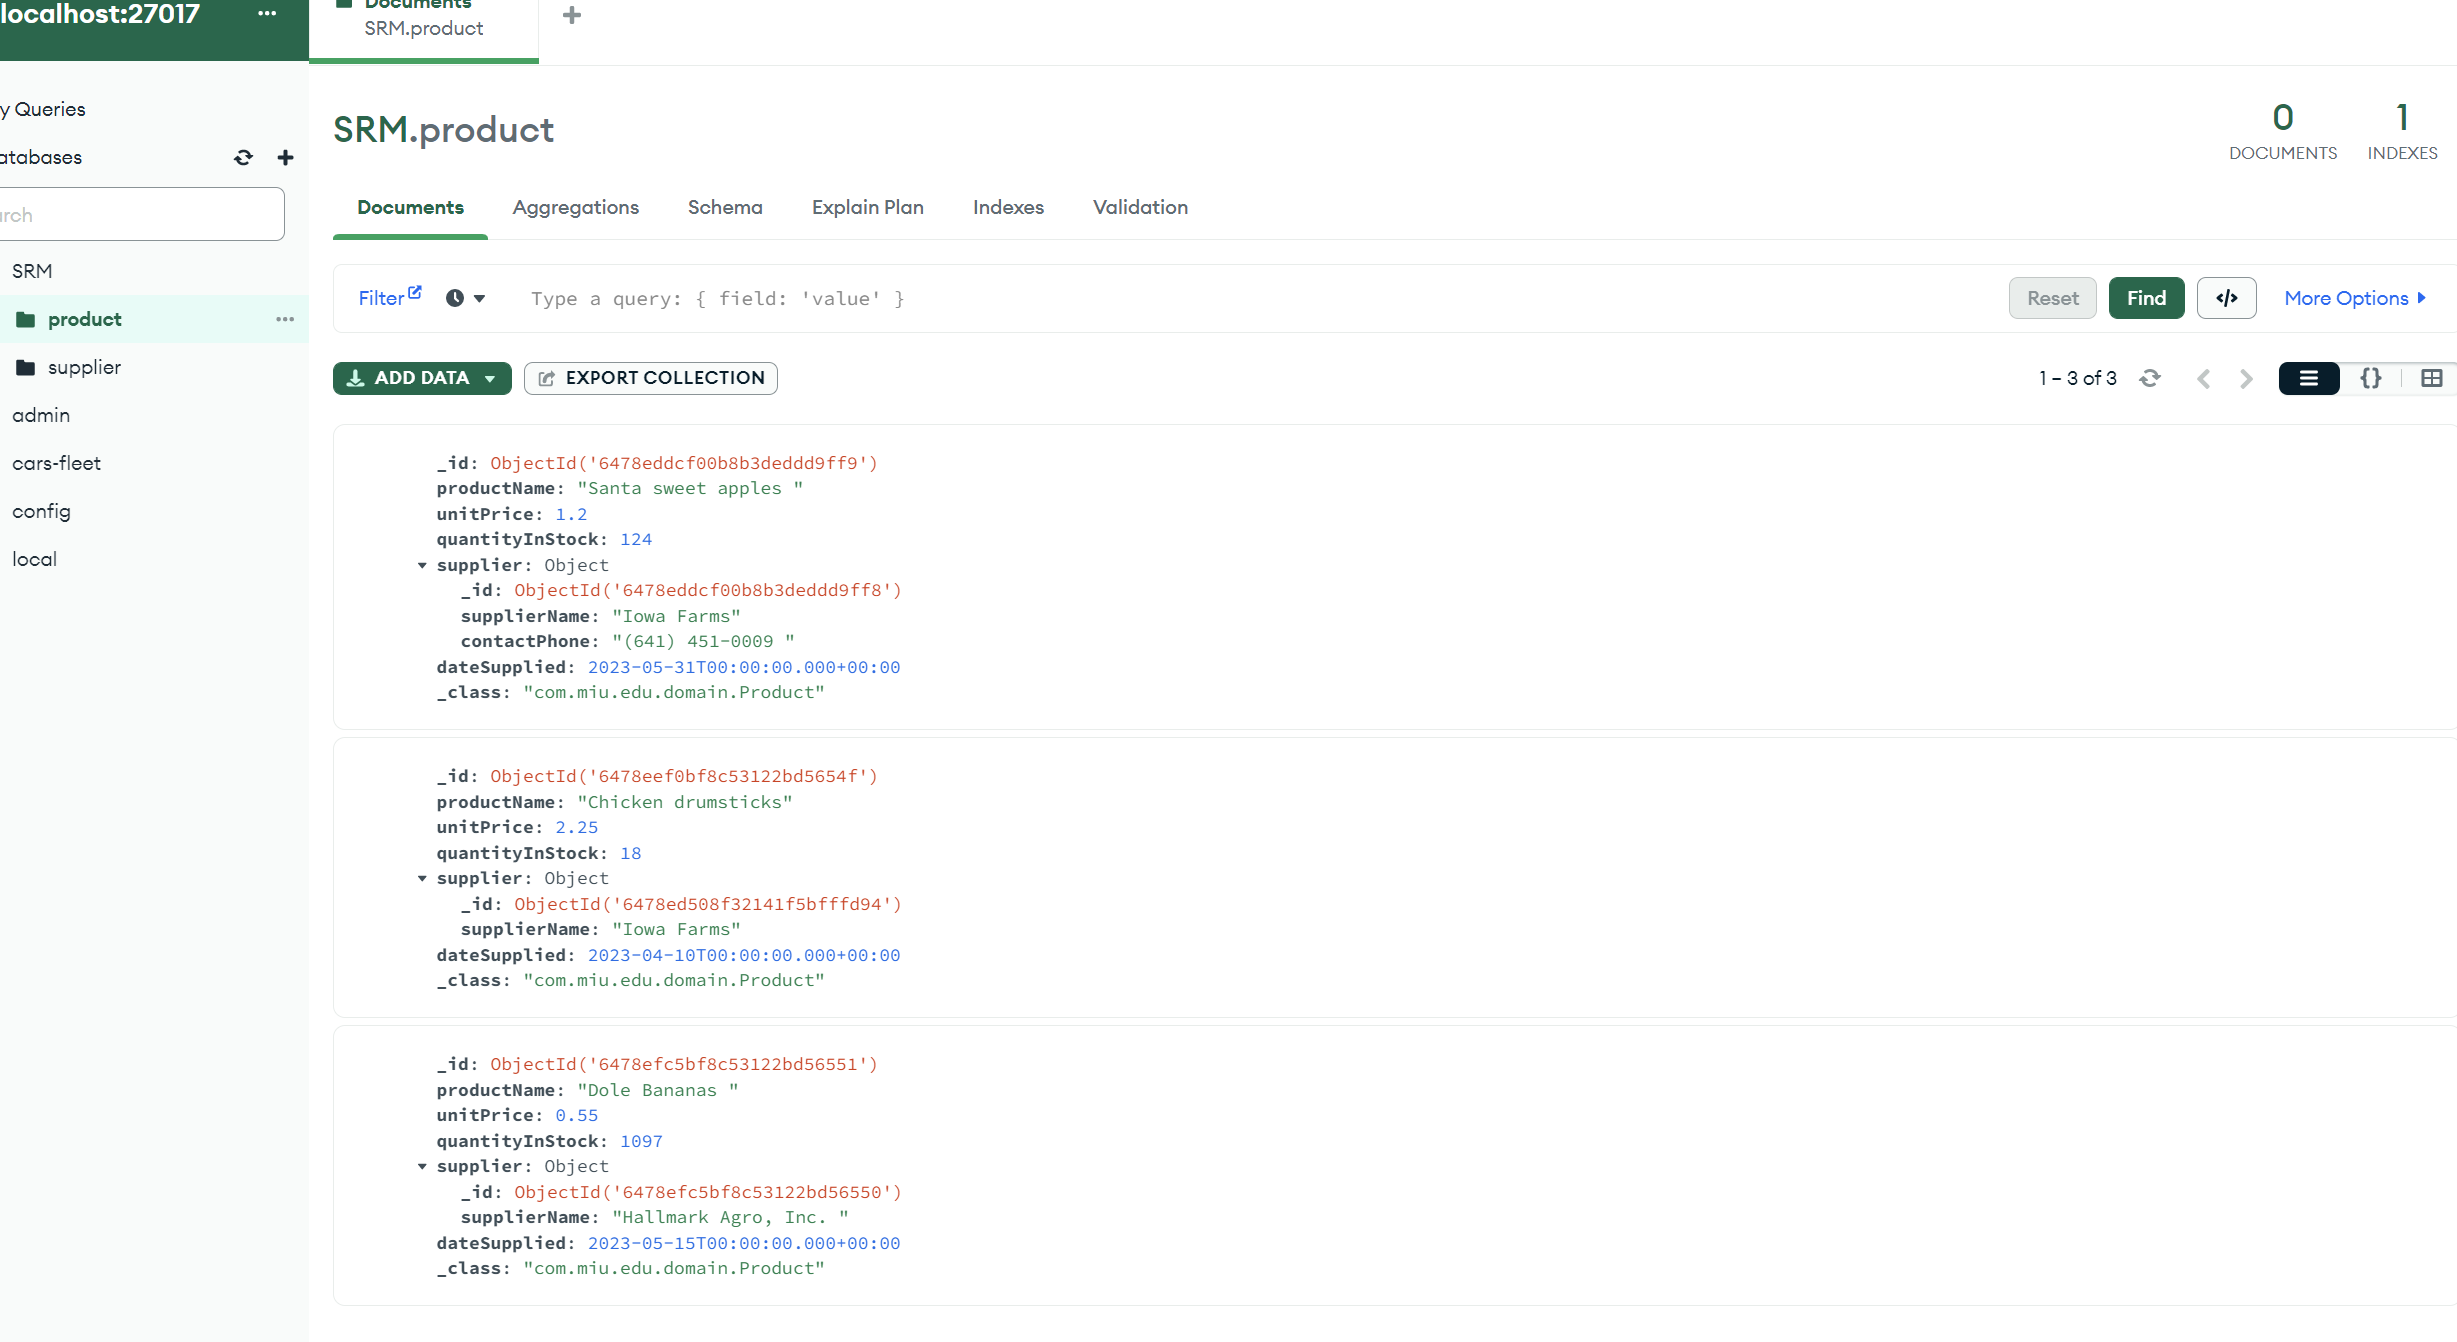 localhost:27017
Documents
SRM.product
y Queries
atabases
rch
SRM
product
supplier
admin
cars-fleet
config
local
SRM.product
0
DOCUMENTS
1
INDEXES
Documents Aggregations Schema Explain Plan Indexes Validation
Filter Type a query: { field: 'value' } Reset Find </> More Options
ADD DATA EXPORT COLLECTION 1 – 3 of 3 {}
_id: ObjectId('6478eddcf00b8b3deddd9ff9')
productName: "Santa sweet apples "
unitPrice: 1.2
quantityInStock: 124
supplier: Object
_id: ObjectId('6478eddcf00b8b3deddd9ff8')
supplierName: "Iowa Farms"
contactPhone: "(641) 451-0009 "
dateSupplied: 2023-05-31T00:00:00.000+00:00
_class: "com.miu.edu.domain.Product"
_id: ObjectId('6478eef0bf8c53122bd5654f')
productName: "Chicken drumsticks"
unitPrice: 2.25
quantityInStock: 18
supplier: Object
_id: ObjectId('6478ed508f32141f5bfffd94')
supplierName: "Iowa Farms"
dateSupplied: 2023-04-10T00:00:00.000+00:00
_class: "com.miu.edu.domain.Product"
_id: ObjectId('6478efc5bf8c53122bd56551')
productName: "Dole Bananas "
unitPrice: 0.55
quantityInStock: 1097
supplier: Object
_id: ObjectId('6478efc5bf8c53122bd56550')
supplierName: "Hallmark Agro, Inc. "
dateSupplied: 2023-05-15T00:00:00.000+00:00
_class: "com.miu.edu.domain.Product"